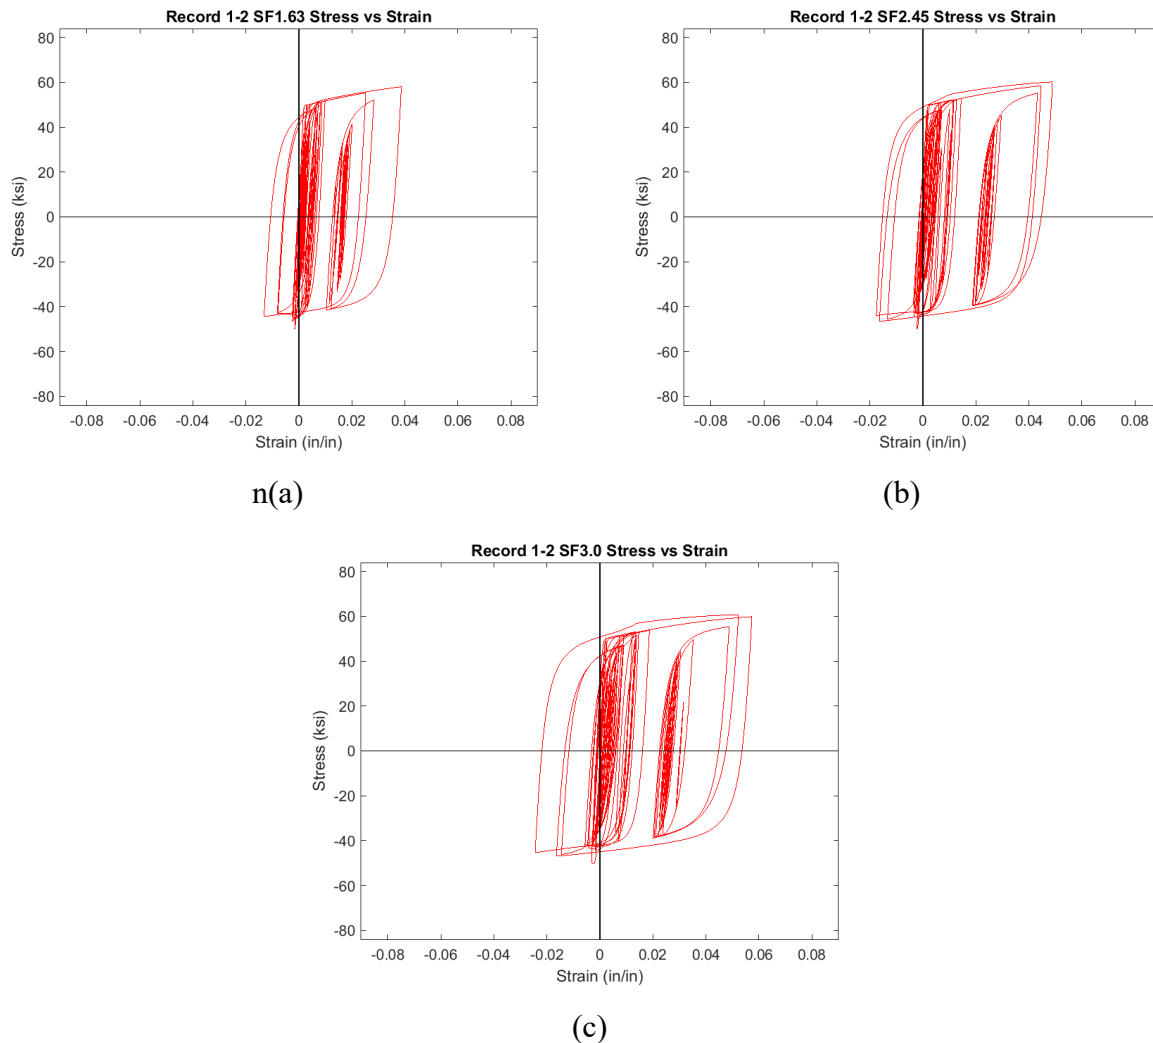 Record 1-2 SF1.63 Stress vs Strain
80
60
40
20
0
-20
-40
-60
-80
Stress (ksi)
-0.08 -0.06 -0.04 -0.02 0 0.02 0.04 0.06 0.08
Strain (in/in)
n(a)
Record 1-2 SF2.45 Stress vs Strain
80
60
40
20
0
-20
-40
-60
-80
Stress (ksi)
-0.08 -0.06 -0.04 -0.02 0 0.02 0.04 0.06 0.08
Strain (in/in)
(b)
Record 1-2 SF3.0 Stress vs Strain
80
60
40
20
0
-20
-40
-60
-80
Stress (ksi)
-0.08 -0.06 -0.04 -0.02 0 0.02 0.04 0.06 0.08
Strain (in/in)
(c)